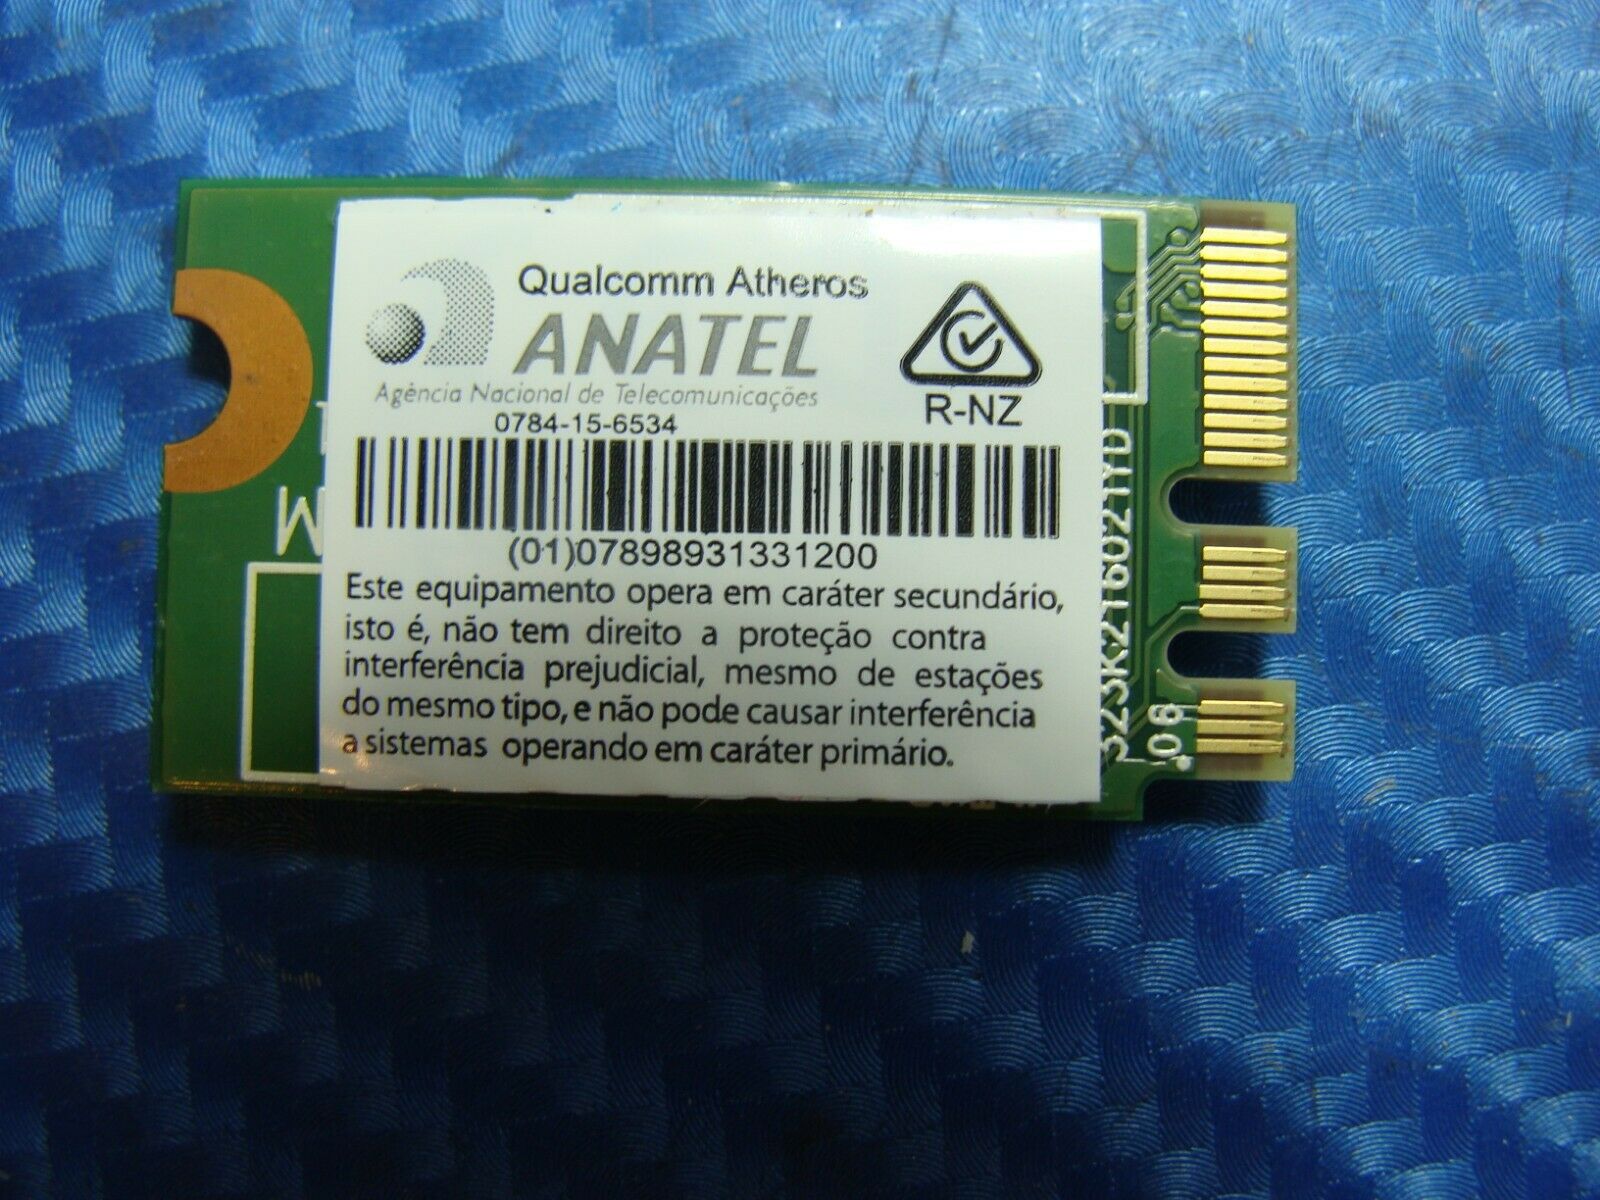 Qualcomm Atheros
ANATEL
Agência Nacional de Telecomunicações
0784-15-6534
R-NZ
(01)07898931331200
Este equipamento opera em caráter secundário,
isto é, não tem direito a proteção contra
interferência prejudicial, mesmo de estações
do mesmo tipo, e não pode causar interferência
a sistemas operando em caráter primário.
323K216021YD
.06
M